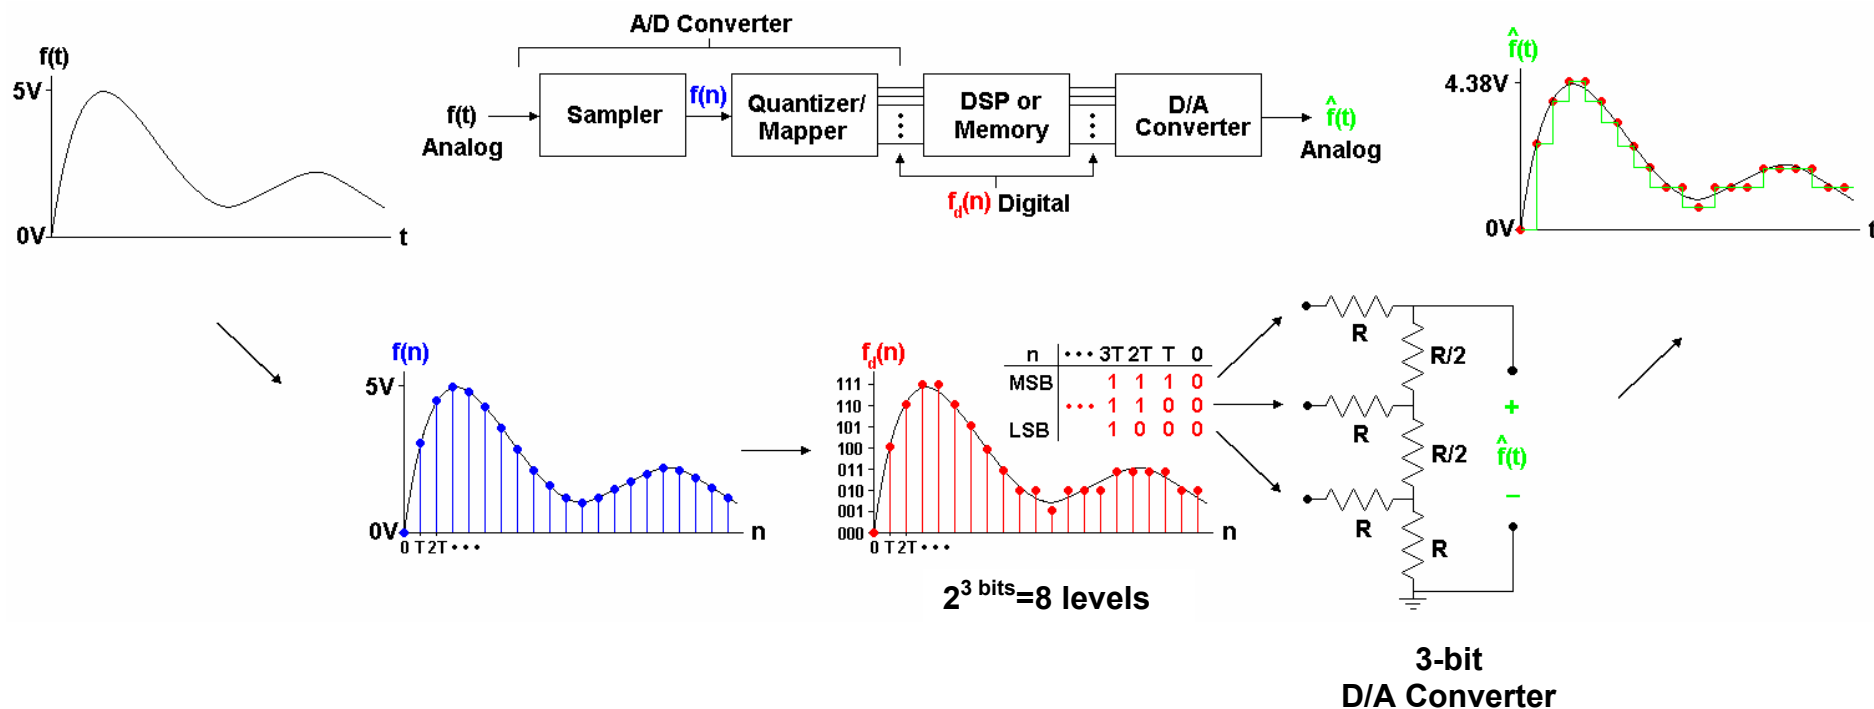 A/D Converter
f(t)
5V
0V
t
f(t)
Analog
Sampler
f(n)
Quantizer/
Mapper
DSP or
Memory
D/A
Converter
f̂(t)
Analog
f_d(n) Digital
f̂(t)
4.38V
0V
t
f(n)
5V
0V
0 T 2T • • •
n
f_d(n)
111
110
101
100
011
010
001
000
0 T 2T • • •
n
n • • • 3T 2T T 0
MSB 1 1 1 0
• • • 1 1 0 0
LSB 1 0 0 0
2^3 bits=8 levels
R
R/2
R
R/2
R
R
+
f̂(t)
–
3-bit
D/A Converter